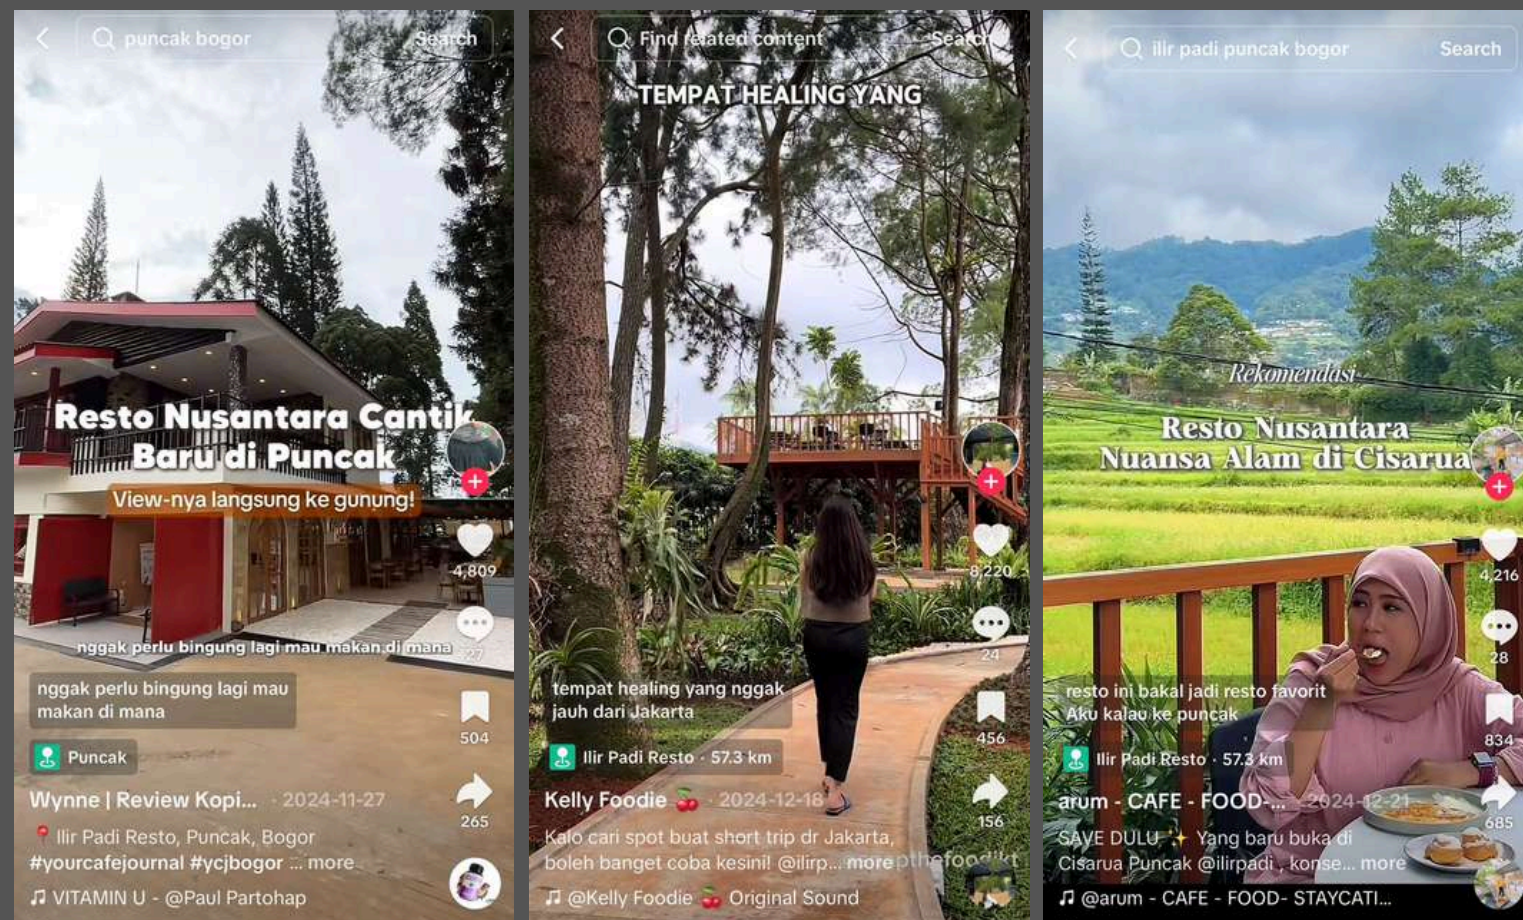 puncak bogor
Search
Resto Nusantara Cantik
Baru di Puncak
View-nya langsung ke gunung!
4,809
nggak perlu bingung lagi mau makan di mana
27
nggak perlu bingung lagi mau
makan di mana
504
Puncak
Wynne | Review Kopi... · 2024-11-27
265
📍 Ilir Padi Resto, Puncak, Bogor
#yourcafejournal #ycjbogor ... more
♫ VITAMIN U - @Paul Partohap
Find related content
Search
TEMPAT HEALING YANG
8,220
24
tempat healing yang nggak
jauh dari Jakarta
456
Ilir Padi Resto · 57.3 km
Kelly Foodie 🍒 · 2024-12-18
156
Kalo cari spot buat short trip dr Jakarta,
boleh banget coba kesini! @ilirp... more
pthefoodjkt
♫ @Kelly Foodie 🍒 Original Sound
ilir padi puncak bogor
Search
Rekomendasi
Resto Nusantara
Nuansa Alam di Cisarua
4,216
28
resto ini bakal jadi resto favorit
Aku kalau ke puncak
834
Ilir Padi Resto · 57.3 km
arum - CAFE - FOOD-... · 2024-12-21
685
SAVE DULU ✨ Yang baru buka di
Cisarua Puncak @ilirpadi , konse... more
♫ @arum - CAFE - FOOD- STAYCATI...